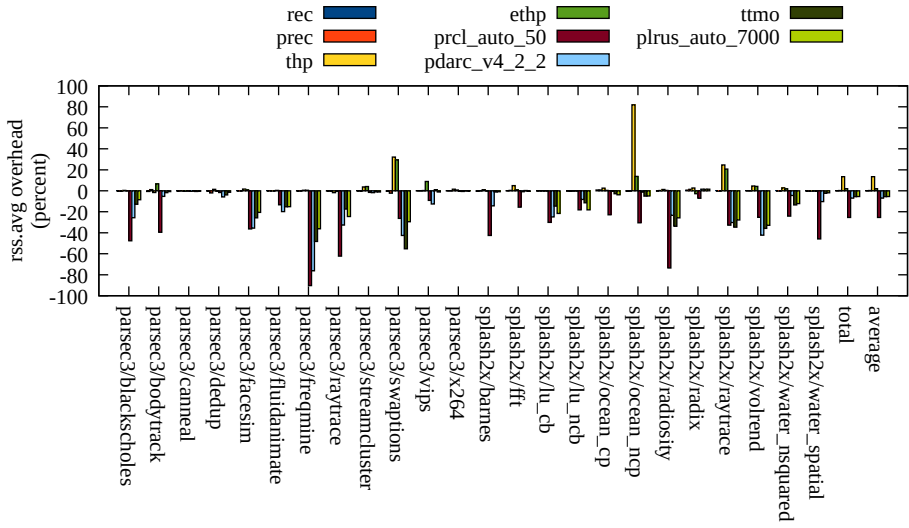 rec
prec
thp
ethp
prcl_auto_50
pdarc_v4_2_2
ttmo
plrus_auto_7000
rss.avg overhead
(percent)
100
80
60
40
20
0
-20
-40
-60
-80
-100
parsec3/blackscholes
parsec3/bodytrack
parsec3/canneal
parsec3/dedup
parsec3/facesim
parsec3/fluidanimate
parsec3/freqmine
parsec3/raytrace
parsec3/streamcluster
parsec3/swaptions
parsec3/vips
parsec3/x264
splash2x/barnes
splash2x/fft
splash2x/lu_cb
splash2x/lu_ncb
splash2x/ocean_cp
splash2x/ocean_ncp
splash2x/radiosity
splash2x/radix
splash2x/raytrace
splash2x/volrend
splash2x/water_nsquared
splash2x/water_spatial
total
average